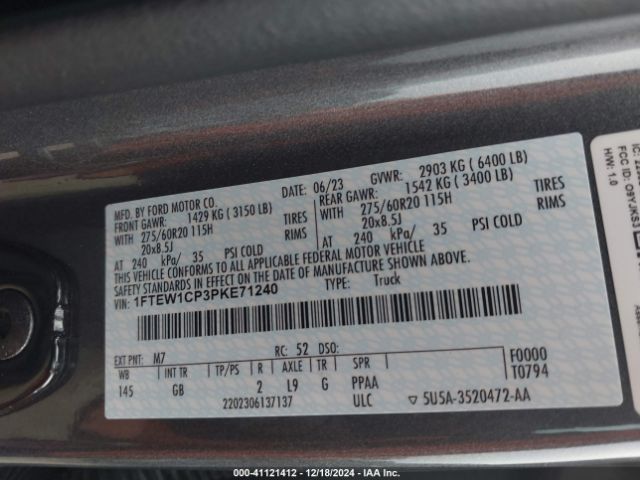 MFD. BY FORD MOTOR CO.
DATE: 06/23 GVWR: 2903 KG ( 6400 LB)
FRONT GAWR: 1429 KG ( 3150 LB)
REAR GAWR: 1542 KG ( 3400 LB)
WITH 275/60R20 115H TIRES
275/60R20 115H TIRES
20x8.5J RIMS
20x8.5J RIMS
AT 240 kPa/ 35 PSI COLD
AT 240 kPa/ 35 PSI COLD
THIS VEHICLE CONFORMS TO ALL APPLICABLE FEDERAL MOTOR VEHICLE
SAFETY STANDARDS IN EFFECT ON THE DATE OF MANUFACTURE SHOWN ABOVE.
1FTEW1CP3PKE71240
TYPE: Truck
EXT PNT: M7 RC: 52 DSO:
WB INT TR TP/PS R AXLE TR SPR
145 GB 2 L9 G PPAA
F0000
T0794
2202306137137 ULC ▽ 5U5A-3520472-AA
H/W: 1.0
000-41121412 - 12/18/2024 - IAA Inc.